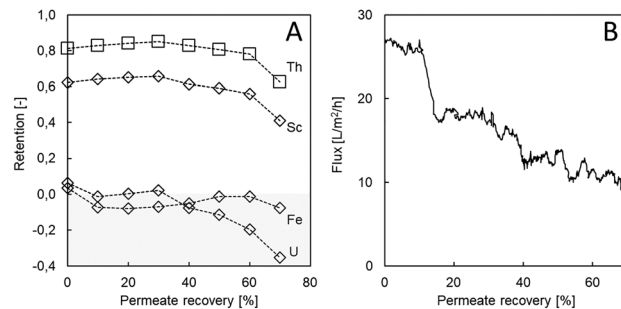 A
1,0
0,8
0,6
0,4
0,2
0,0
-0,2
-0,4
Retention [-]
Th
Sc
Fe
U
0 20 40 60 80
Permeate recovery [%]
B
30
20
10
0
Flux [L/m²/h]
0 20 40 60
Permeate recovery [%]